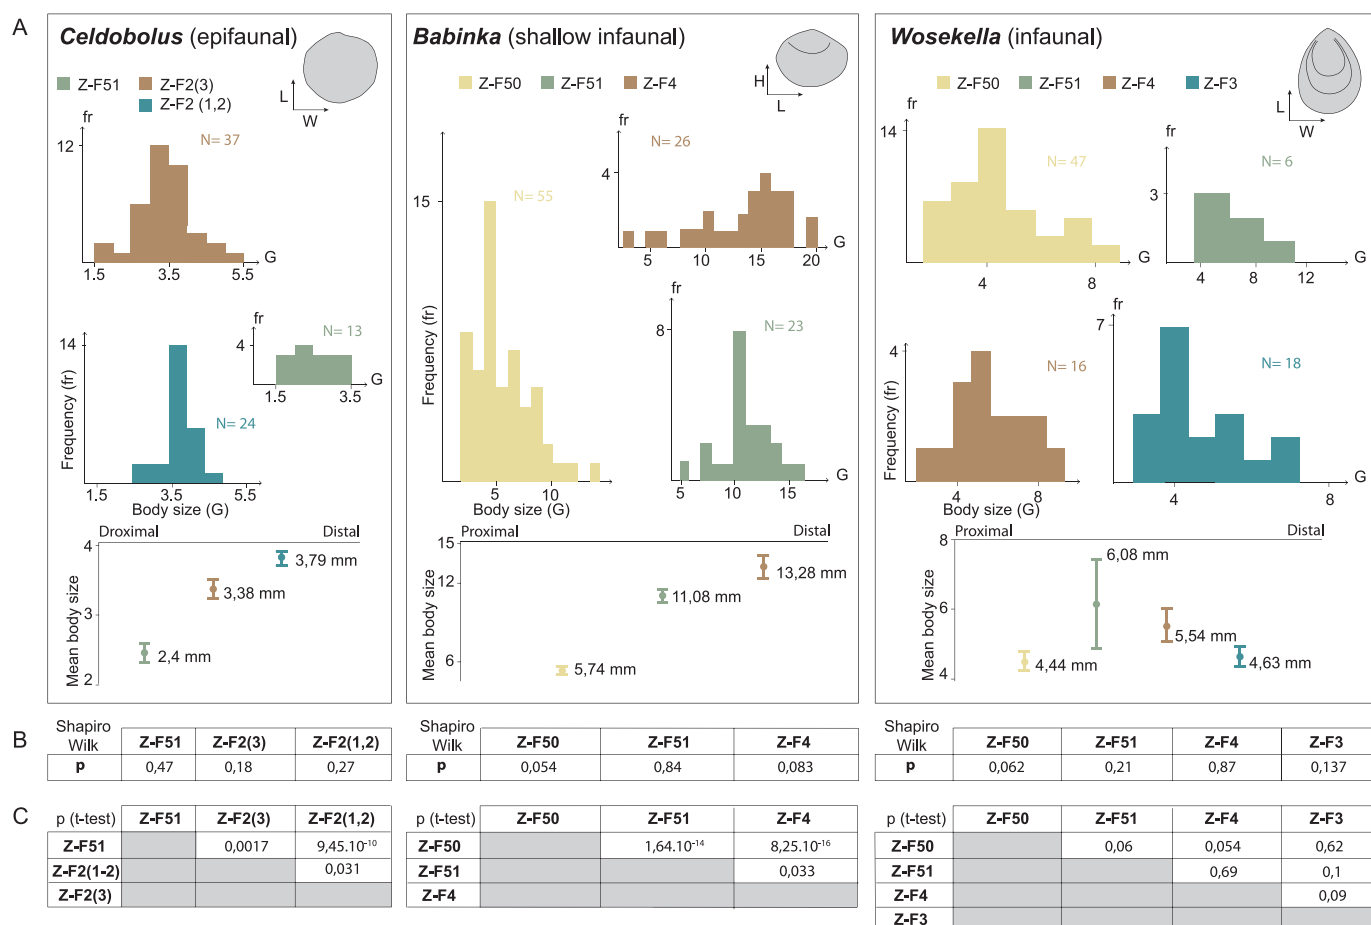 A
Celdobolus (epifaunal)
Z-F51
Z-F2(3)
Z-F2 (1,2)
L
W
fr
12
N= 37
G
1.5 3.5 5.5
fr
N= 13
4
G
1.5 3.5
14
Frequency (fr)
N= 24
1.5 3.5 5.5
Body size (G)
Droximal Distal
4
3
2
Mean body size
3,79 mm
3,38 mm
2,4 mm
Babinka (shallow infaunal)
Z-F50 Z-F51 Z-F4
H
L
fr
N= 26
4
G
5 10 15 20
15
N= 55
Frequency (fr)
5 10
Body size (G)
fr
8
N= 23
G
5 10 15
Proximal Distal
15
12
6
Mean body size
13,28 mm
11,08 mm
5,74 mm
Wosekella (infaunal)
Z-F50 Z-F51 Z-F4 Z-F3
L
W
fr
14
N= 47
G
4 8
fr
N= 6
3
G
4 8 12
4
N= 16
Frequency (fr)
4 8
Body size (G)
fr
7
N= 18
G
4 8
Proximal Distal
8
6
4
Mean body size
6,08 mm
5,54 mm
4,44 mm
4,63 mm
B
Shapiro
Wilk Z-F51 Z-F2(3) Z-F2(1,2)
p 0,47 0,18 0,27
Shapiro
Wilk Z-F50 Z-F51 Z-F4
p 0,054 0,84 0,083
Shapiro
Wilk Z-F50 Z-F51 Z-F4 Z-F3
p 0,062 0,21 0,87 0,137
C
p (t-test) Z-F51 Z-F2(3) Z-F2(1,2)
Z-F51 0,0017 9,45.10⁻¹⁰
Z-F2(1-2) 0,031
Z-F2(3)
p (t-test) Z-F50 Z-F51 Z-F4
Z-F50 1,64.10⁻¹⁴ 8,25.10⁻¹⁶
Z-F51 0,033
Z-F4
p (t-test) Z-F50 Z-F51 Z-F4 Z-F3
Z-F50 0,06 0,054 0,62
Z-F51 0,69 0,1
Z-F4 0,09
Z-F3